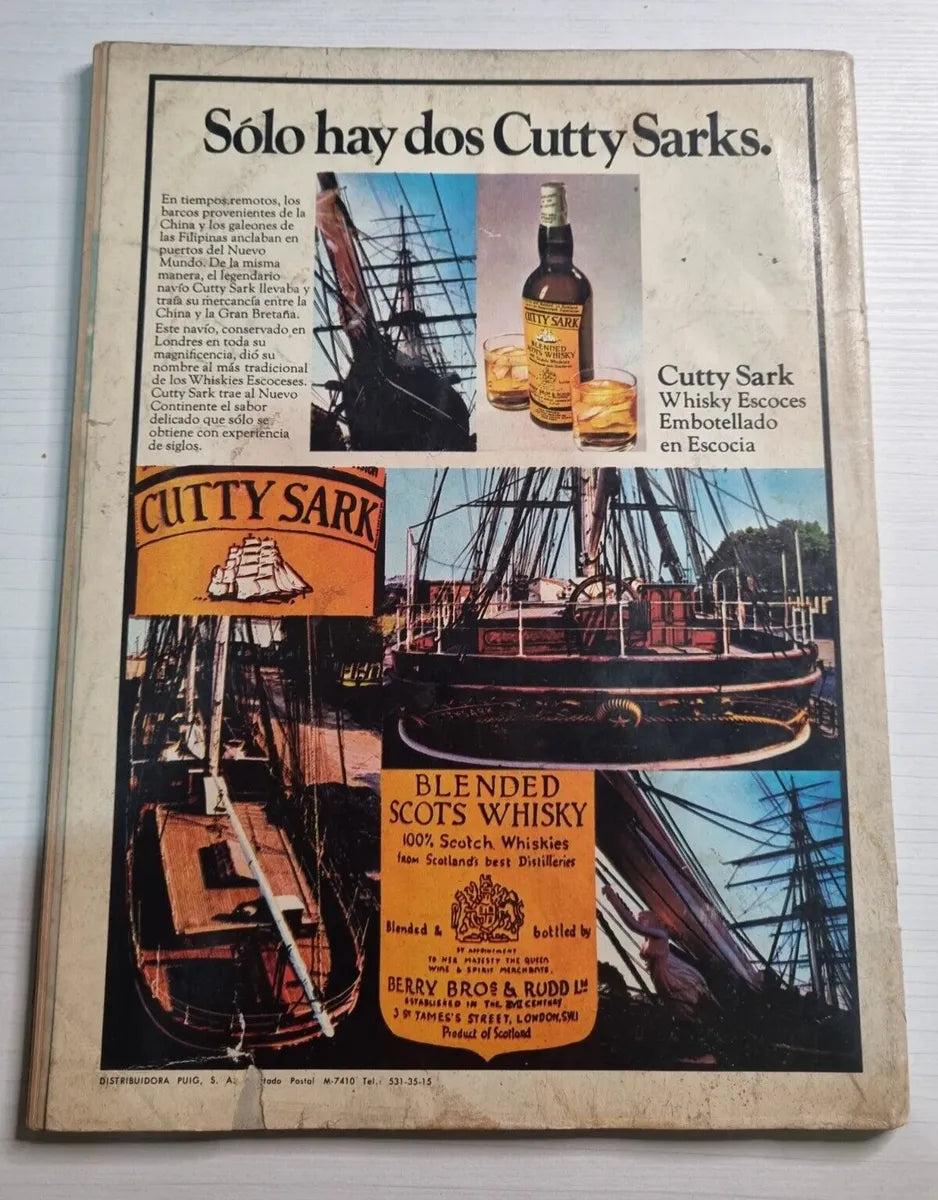 Sólo hay dos Cutty Sarks.
En tiempos remotos, los
barcos provenientes de la
China y los galeones de
las Filipinas anclaban en
puertos del Nuevo
Mundo. De la misma
manera, el legendario
navío Cutty Sark llevaba y
traía su mercancía entre la
China y la Gran Bretaña.
Este navío, conservado en
Londres en toda su
magnificencia, dió su
nombre al más tradicional
de los Whiskies Escoceses.
Cutty Sark trae al Nuevo
Continente el sabor
delicado que sólo se
obtiene con experiencia
de siglos.
CUTTY SARK
BLENDED
SCOTS WHISKY
Cutty Sark
Whisky Escoces
Embotellado
en Escocia
CUTTY SARK
BLENDED
SCOTS WHISKY
100% Scotch Whiskies
from Scotland's best Distilleries
Blended & bottled by
BY APPOINTMENT
TO HER MAJESTY THE QUEEN
WINE & SPIRIT MERCHANTS,
BERRY BROS & RUDD LTD
ESTABLISHED IN THE XVII CENTURY
3 ST JAMES'S STREET, LONDON, S.W.1
Product of Scotland
DISTRIBUIDORA PUIG, S. A. tado Postal M-7410 Tel.: 531-35-15